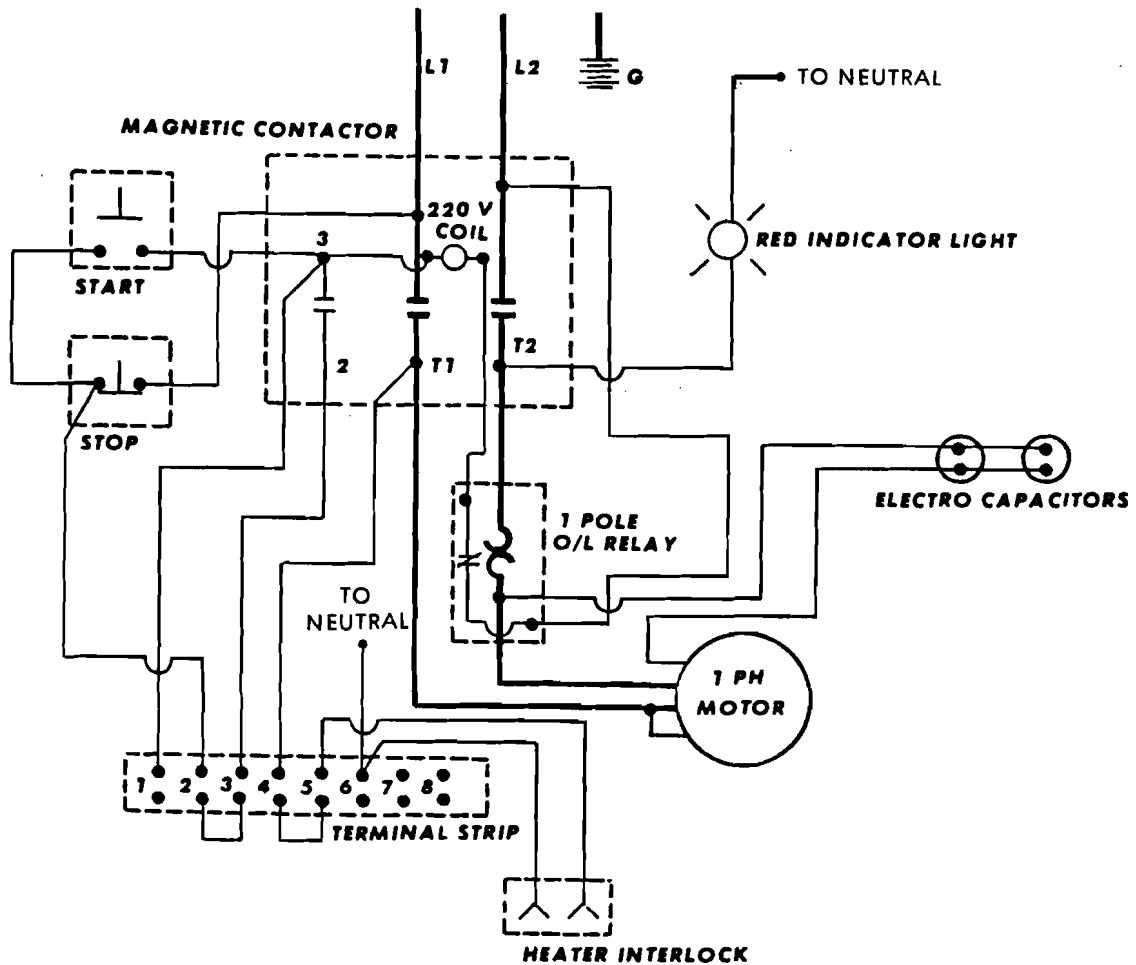 L1
L2
G
TO NEUTRAL
MAGNETIC CONTACTOR
220 V
COIL
RED INDICATOR LIGHT
3
START
2
T1
T2
STOP
ELECTRO CAPACITORS
1 POLE
O/L RELAY
TO
NEUTRAL
1 PH
MOTOR
1 2 3 4 5 6 7 8
TERMINAL STRIP
HEATER INTERLOCK